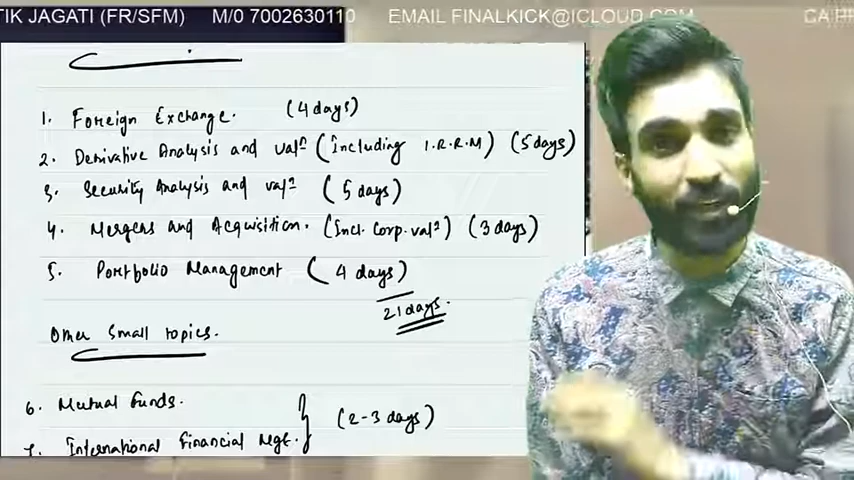 TIK JAGATI (FR/SFM) M/0 7002630110 EMAIL FINALKICK@ICLOUD.COM CA PR
1. Foreign Exchange. (4 days)
2. Derivative Analysis and valⁿ (Including I.R.R.M) (5 days)
3. Security Analysis and valⁿ (5 days)
4. Mergers and Acquisition. (Incl. Corp. valⁿ) (3 days)
5. Portfolio Management (4 days)
21 days.
Other Small topics.
6. Mutual Funds.
(2-3 days)
7. International Financial Mgt.